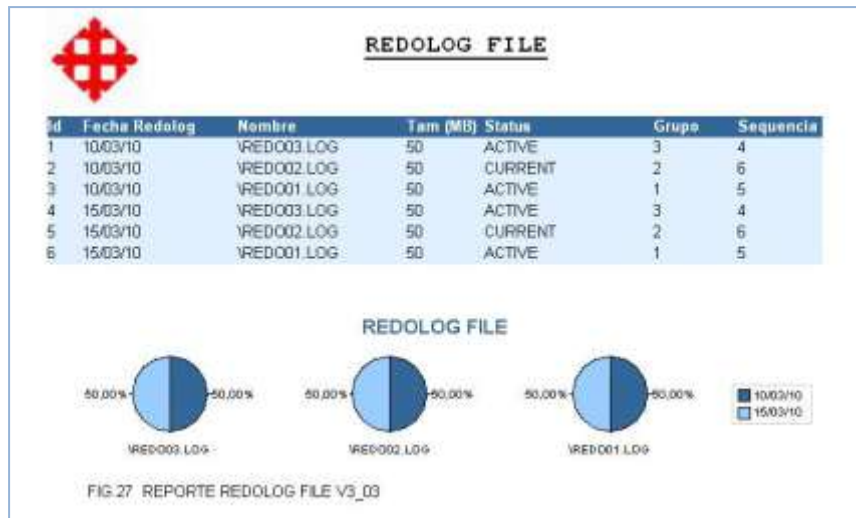 REDOLOG FILE
Id Fecha Redolog Nombre Tam (MB) Status Grupo Sequencia
1 10/03/10 \REDO03.LOG 50 ACTIVE 3 4
2 10/03/10 \REDO02.LOG 50 CURRENT 2 6
3 10/03/10 \REDO01.LOG 50 ACTIVE 1 5
4 15/03/10 \REDO03.LOG 50 ACTIVE 3 4
5 15/03/10 \REDO02.LOG 50 CURRENT 2 6
6 15/03/10 \REDO01.LOG 50 ACTIVE 1 5
REDOLOG FILE
50,00% 50,00% 50,00% 50,00% 50,00% 50,00%
10/03/10
15/03/10
\REDO03.LOG \REDO02.LOG \REDO01.LOG
FIG.27 REPORTE REDOLOG FILE V3_03